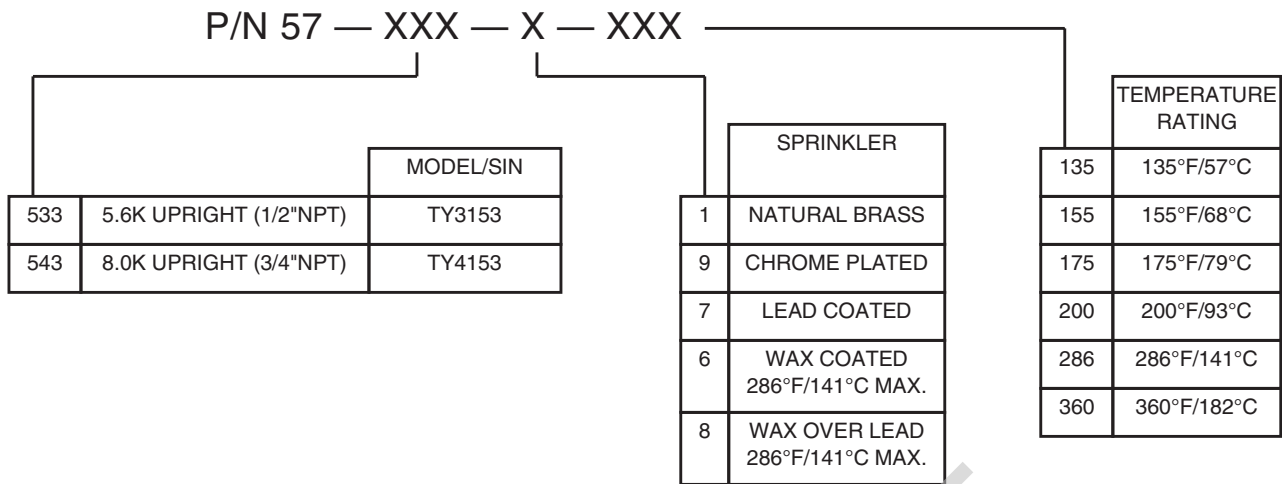 P/N 57 — XXX — X — XXX
MODEL/SIN
533 5.6K UPRIGHT (1/2"NPT) TY3153
543 8.0K UPRIGHT (3/4"NPT) TY4153
SPRINKLER
1 NATURAL BRASS
9 CHROME PLATED
7 LEAD COATED
6 WAX COATED
286°F/141°C MAX.
8 WAX OVER LEAD
286°F/141°C MAX.
TEMPERATURE
RATING
135 135°F/57°C
155 155°F/68°C
175 175°F/79°C
200 200°F/93°C
286 286°F/141°C
360 360°F/182°C